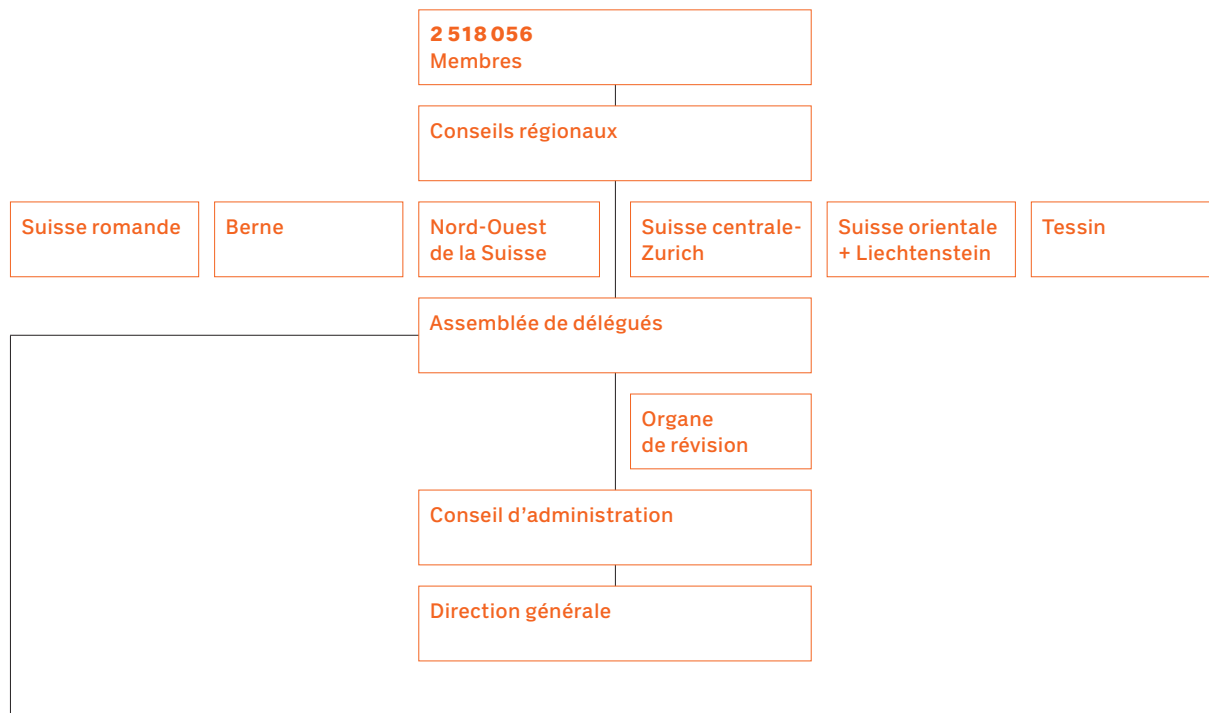 2 518 056
Membres
Conseils régionaux
Suisse romande
Berne
Nord-Ouest
de la Suisse
Suisse centrale-
Zurich
Suisse orientale
+ Liechtenstein
Tessin
Assemblée de délégués
Organe
de révision
Conseil d’administration
Direction générale